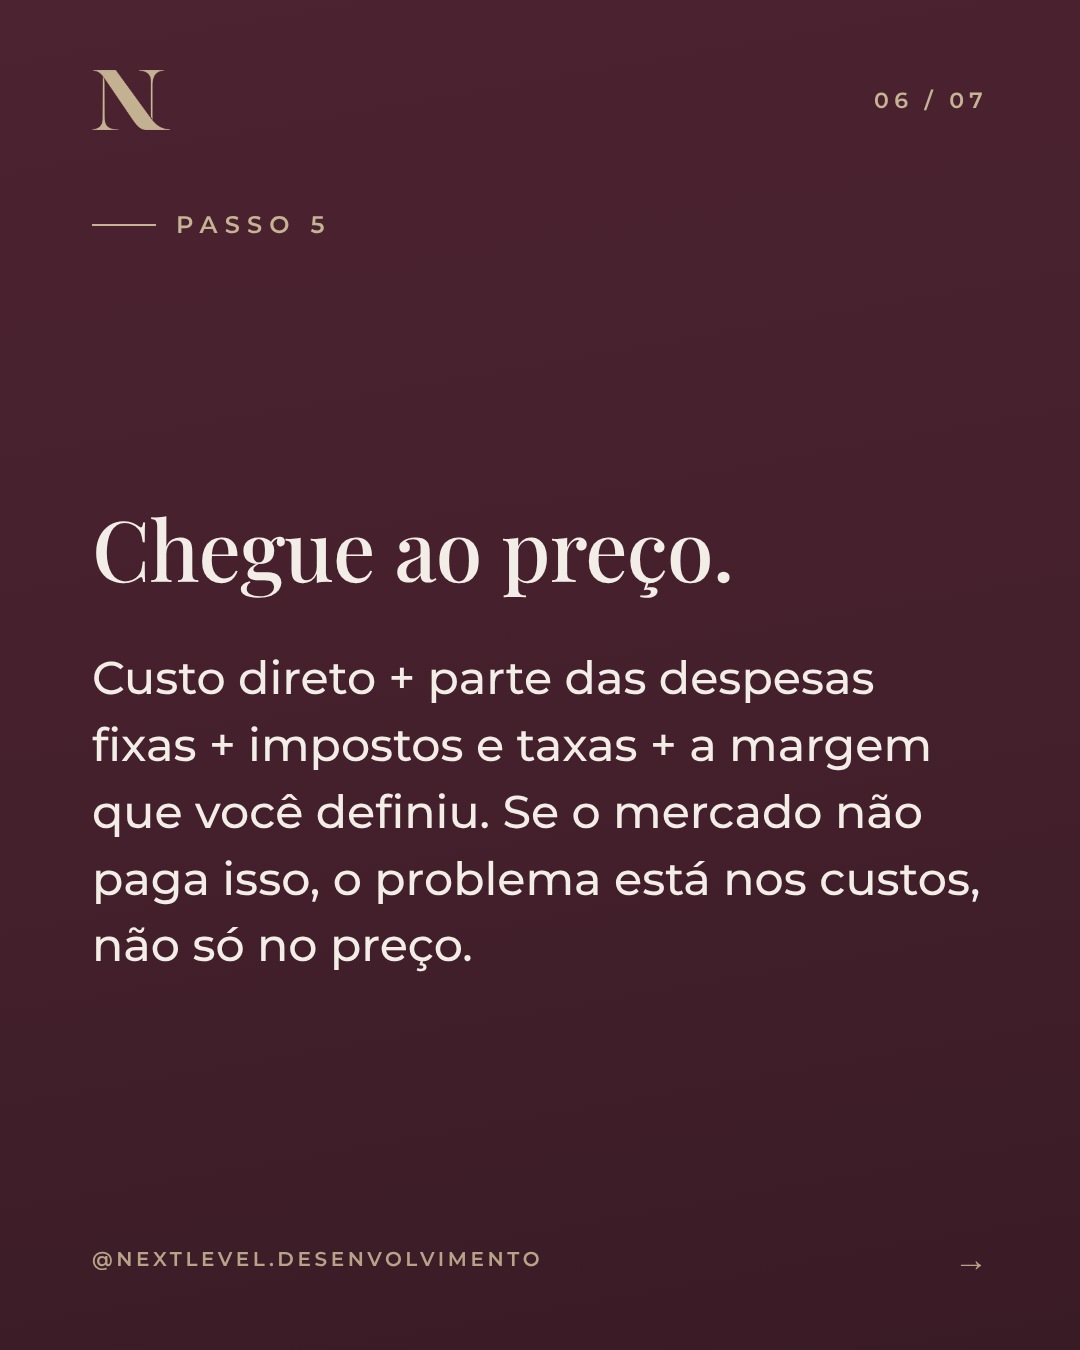 N
06 / 07
PASSO 5
Chegue ao preço.
Custo direto + parte das despesas
fixas + impostos e taxas + a margem
que você definiu. Se o mercado não
paga isso, o problema está nos custos,
não só no preço.
@NEXTLEVEL.DESENVOLVIMENTO
→